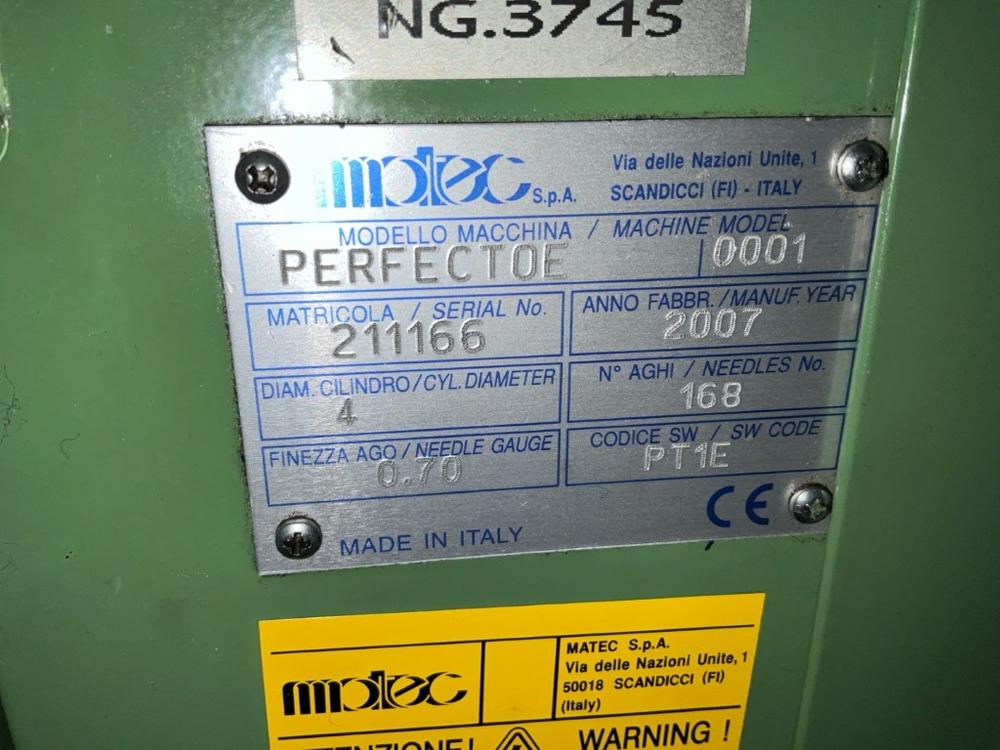 NG.3745
matec S.p.A.
Via delle Nazioni Unite, 1
SCANDICCI (FI) - ITALY
MODELLO MACCHINA / MACHINE MODEL
PERFECTOE 0001
MATRICOLA / SERIAL No.
211166
ANNO FABBR./MANUF. YEAR
2007
DIAM. CILINDRO/CYL. DIAMETER
4
N° AGHI / NEEDLES No.
168
FINEZZA AGO / NEEDLE GAUGE
0.70
CODICE SW / SW CODE
PT1E
MADE IN ITALY
CE
matec
MATEC S.p.A.
Via delle Nazioni Unite, 1
50018 SCANDICCI (FI)
(Italy)
ATTENZIONE! WARNING !